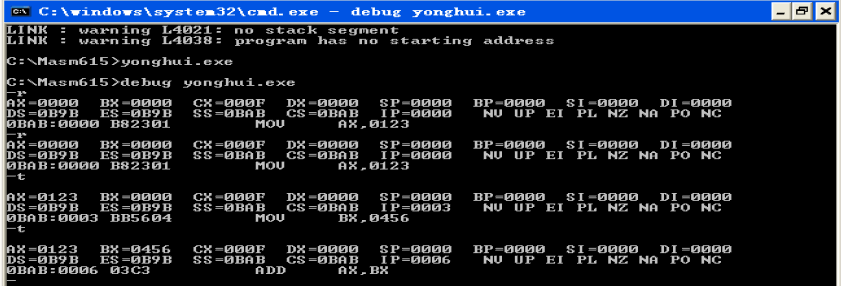 C:\windows\system32\cmd.exe - debug yonghui.exe
LINK : warning L4021: no stack segment
LINK : warning L4038: program has no starting address
C:\Masm615>yonghui.exe
C:\Masm615>debug yonghui.exe
-r
AX=0000 BX=0000 CX=000F DX=0000 SP=0000 BP=0000 SI=0000 DI=0000
DS=0B9B ES=0B9B SS=0BAB CS=0BAB IP=0000 NV UP EI PL NZ NA PO NC
0BAB:0000 B82301 MOV AX,0123
-r
AX=0000 BX=0000 CX=000F DX=0000 SP=0000 BP=0000 SI=0000 DI=0000
DS=0B9B ES=0B9B SS=0BAB CS=0BAB IP=0000 NV UP EI PL NZ NA PO NC
0BAB:0000 B82301 MOV AX,0123
-t
AX=0123 BX=0000 CX=000F DX=0000 SP=0000 BP=0000 SI=0000 DI=0000
DS=0B9B ES=0B9B SS=0BAB CS=0BAB IP=0003 NV UP EI PL NZ NA PO NC
0BAB:0003 BB5604 MOV BX,0456
-t
AX=0123 BX=0456 CX=000F DX=0000 SP=0000 BP=0000 SI=0000 DI=0000
DS=0B9B ES=0B9B SS=0BAB CS=0BAB IP=0006 NV UP EI PL NZ NA PO NC
0BAB:0006 03C3 ADD AX,BX
-